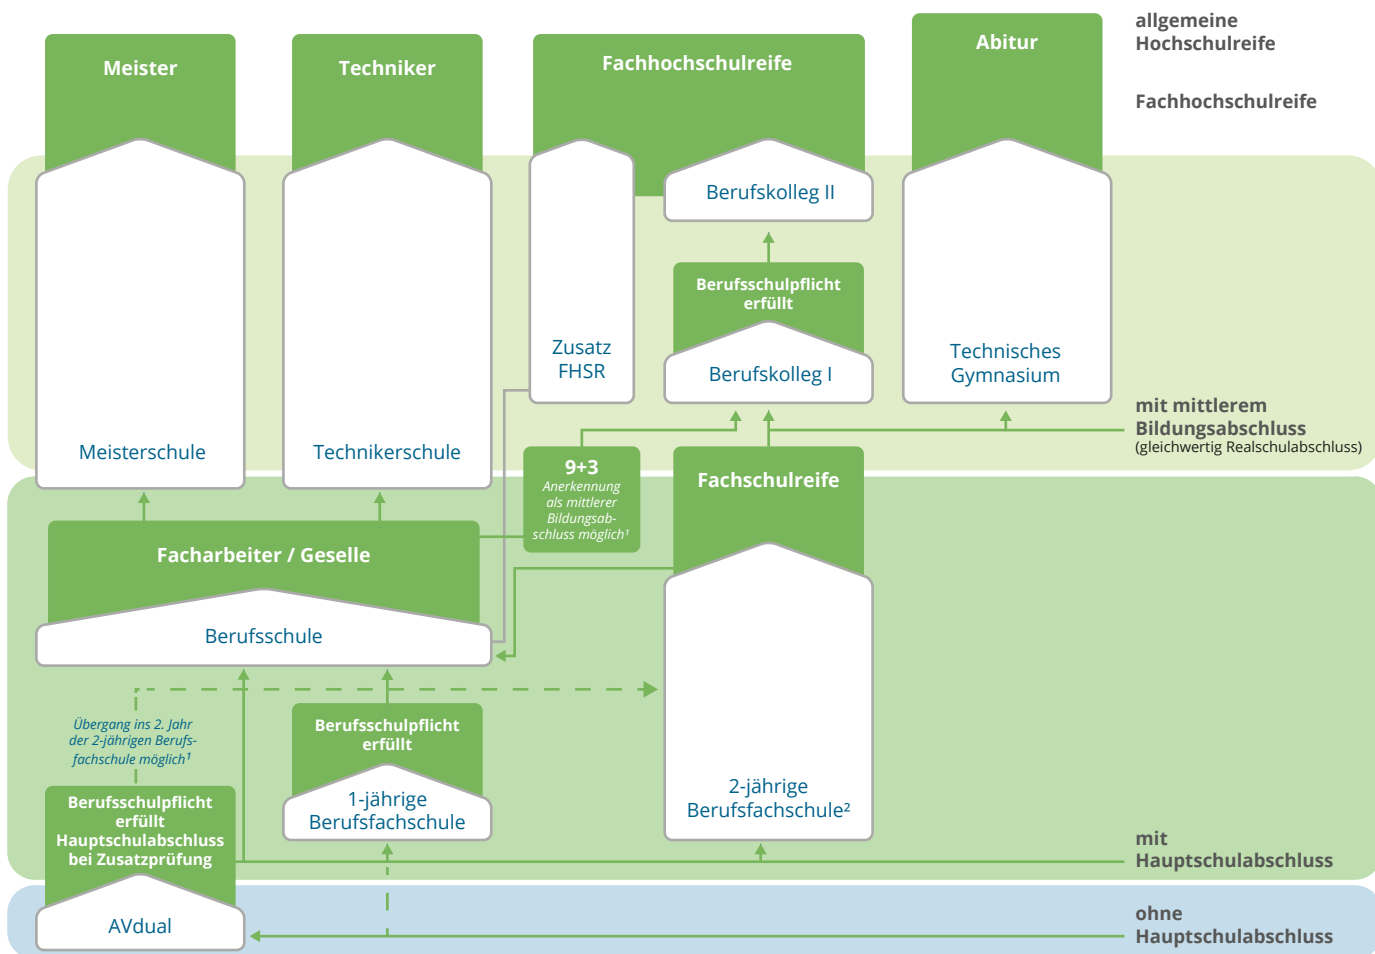 allgemeine
Hochschulreife
Abitur
Fachhochschulreife
Meister
Techniker
Fachhochschulreife
Berufskolleg II
Berufsschulpflicht
erfüllt
Zusatz
FHSR
Berufskolleg I
Technisches
Gymnasium
mit mittlerem
Bildungsabschluss
(gleichwertig Realschulabschluss)
Meisterschule
Technikerschule
9+3
Anerkennung
als mittlerer
Bildungsab-
schluss möglich¹
Fachschulreife
Facharbeiter / Geselle
Berufsschule
Übergang ins 2. Jahr
der 2-jährigen Berufs-
fachschule möglich¹
Berufsschulpflicht
erfüllt
1-jährige
Berufsfachschule
2-jährige
Berufsfachschule²
Berufsschulpflicht
erfüllt
Hauptschulabschluss
bei Zusatzprüfung
mit
Hauptschulabschluss
AVdual
ohne
Hauptschulabschluss